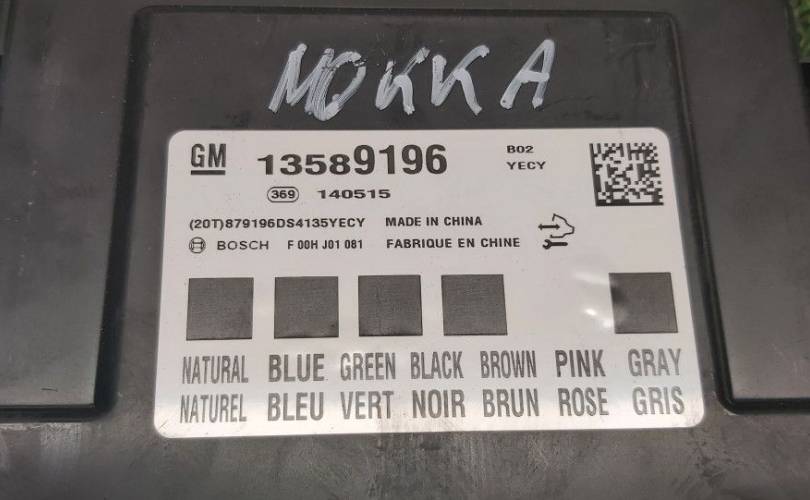 MOKKA
GM 13589196 B02
YECY
369 140515
(20T)879196DS4135YECY MADE IN CHINA
BOSCH F 00H J01 081 FABRIQUE EN CHINE
NATURAL BLUE GREEN BLACK BROWN PINK GRAY
NATUREL BLEU VERT NOIR BRUN ROSE GRIS